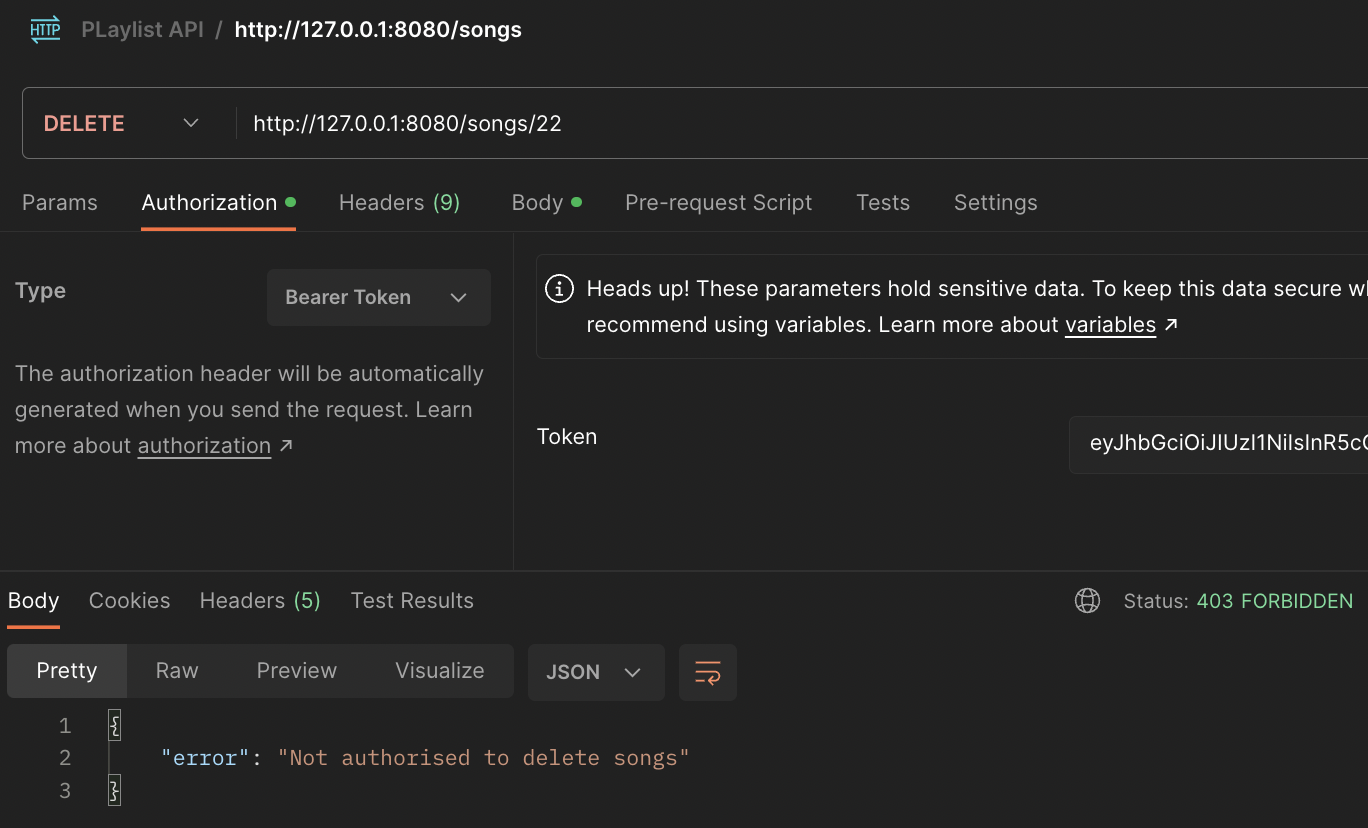 HTTP PLaylist API / http://127.0.0.1:8080/songs
DELETE http://127.0.0.1:8080/songs/22
Params Authorization Headers (9) Body Pre-request Script Tests Settings
Type Bearer Token
The authorization header will be automatically
generated when you send the request. Learn
more about authorization ↗
Heads up! These parameters hold sensitive data. To keep this data secure
recommend using variables. Learn more about variables ↗
Token
Body Cookies Headers (5) Test Results Status: 403 FORBIDDEN
Pretty Raw Preview Visualize JSON
1 {
2 "error": "Not authorised to delete songs"
3 }